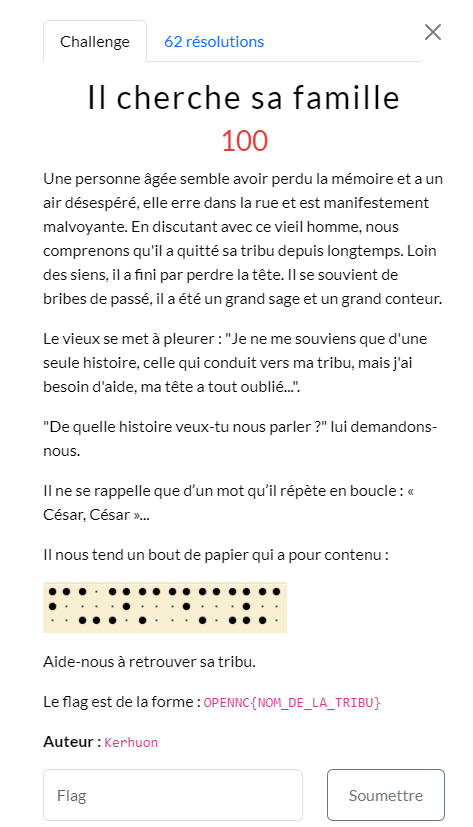 Challenge
62 résolutions
Il cherche sa famille
100
Une personne âgée semble avoir perdu la mémoire et a un
air désespéré, elle erre dans la rue et est manifestement
malvoyante. En discutant avec ce vieil homme, nous
comprenons qu'il a quitté sa tribu depuis longtemps. Loin
des siens, il a fini par perdre la tête. Il se souvient de
bribes de passé, il a été un grand sage et un grand conteur.
Le vieux se met à pleurer : "Je ne me souviens que d'une
seule histoire, celle qui conduit vers ma tribu, mais j'ai
besoin d'aide, ma tête a tout oublié...".
"De quelle histoire veux-tu nous parler ?" lui demandons-
nous.
Il ne se rappelle que d’un mot qu’il répète en boucle : «
César, César »...
Il nous tend un bout de papier qui a pour contenu :
Aide-nous à retrouver sa tribu.
Le flag est de la forme : OPENNC{NOM_DE_LA_TRIBU}
Auteur : Kerhuon
Flag
Soumettre